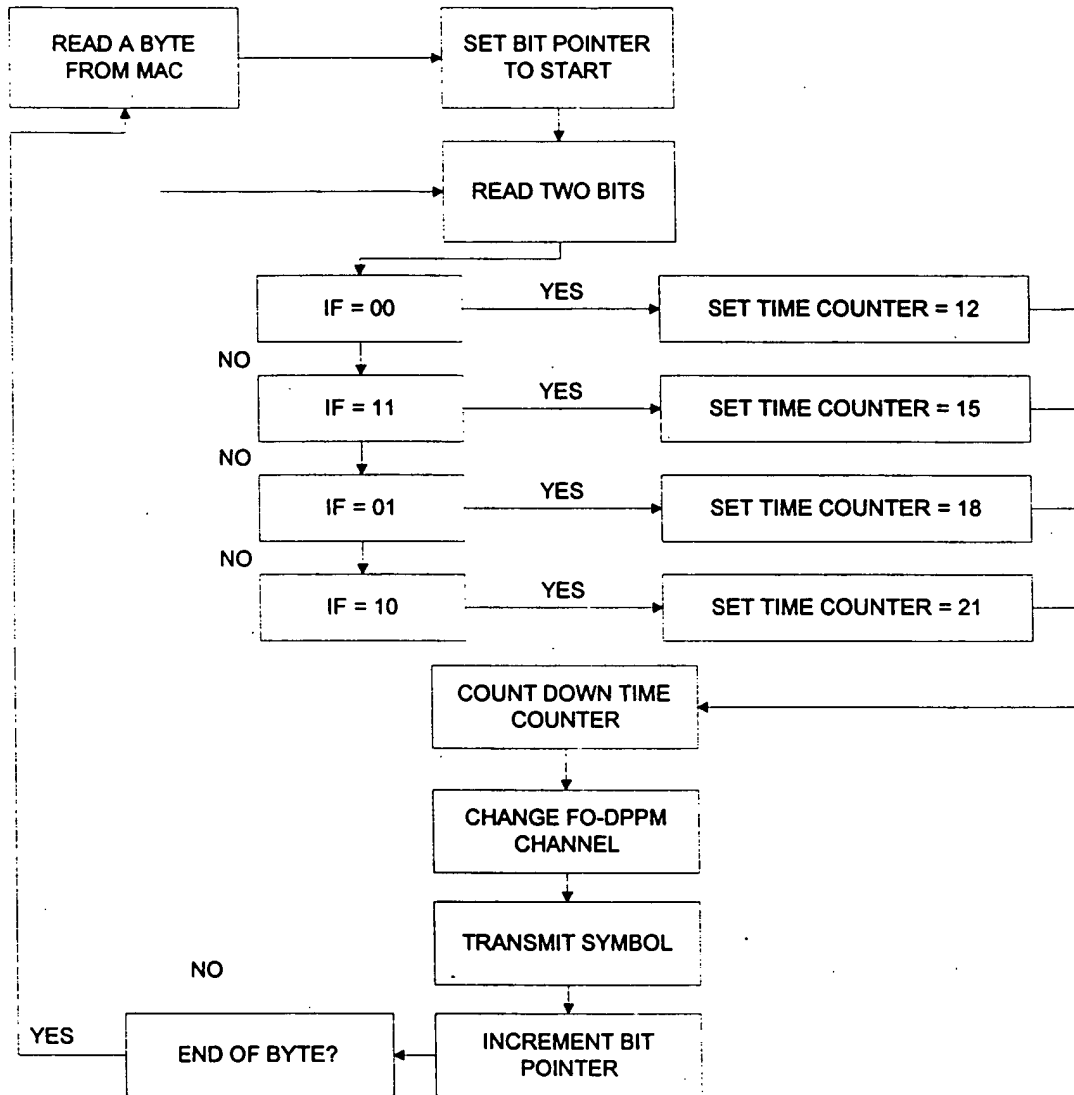 READ A BYTE
FROM MAC
SET BIT POINTER
TO START
READ TWO BITS
IF = 00
YES
SET TIME COUNTER = 12
NO
IF = 11
YES
SET TIME COUNTER = 15
NO
IF = 01
YES
SET TIME COUNTER = 18
NO
IF = 10
YES
SET TIME COUNTER = 21
COUNT DOWN TIME
COUNTER
CHANGE FO-DPPM
CHANNEL
TRANSMIT SYMBOL
NO
YES
END OF BYTE?
INCREMENT BIT
POINTER